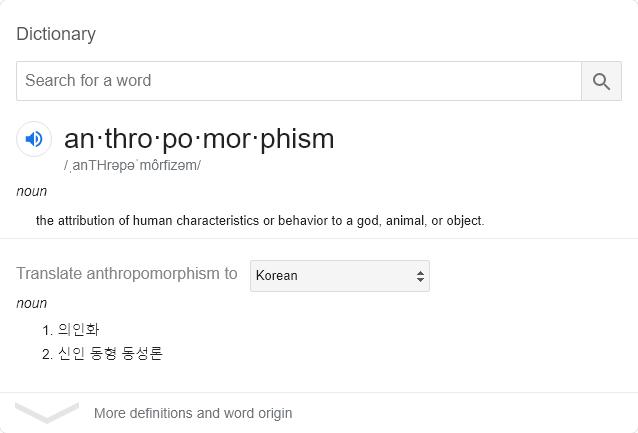 Dictionary
Search for a word
an·thro·po·mor·phism
/ˌanTHrəpəˈmôrfizəm/
noun
the attribution of human characteristics or behavior to a god, animal, or object.
Translate anthropomorphism to Korean
noun
1. 의인화
2. 신인 동형 동성론
More definitions and word origin